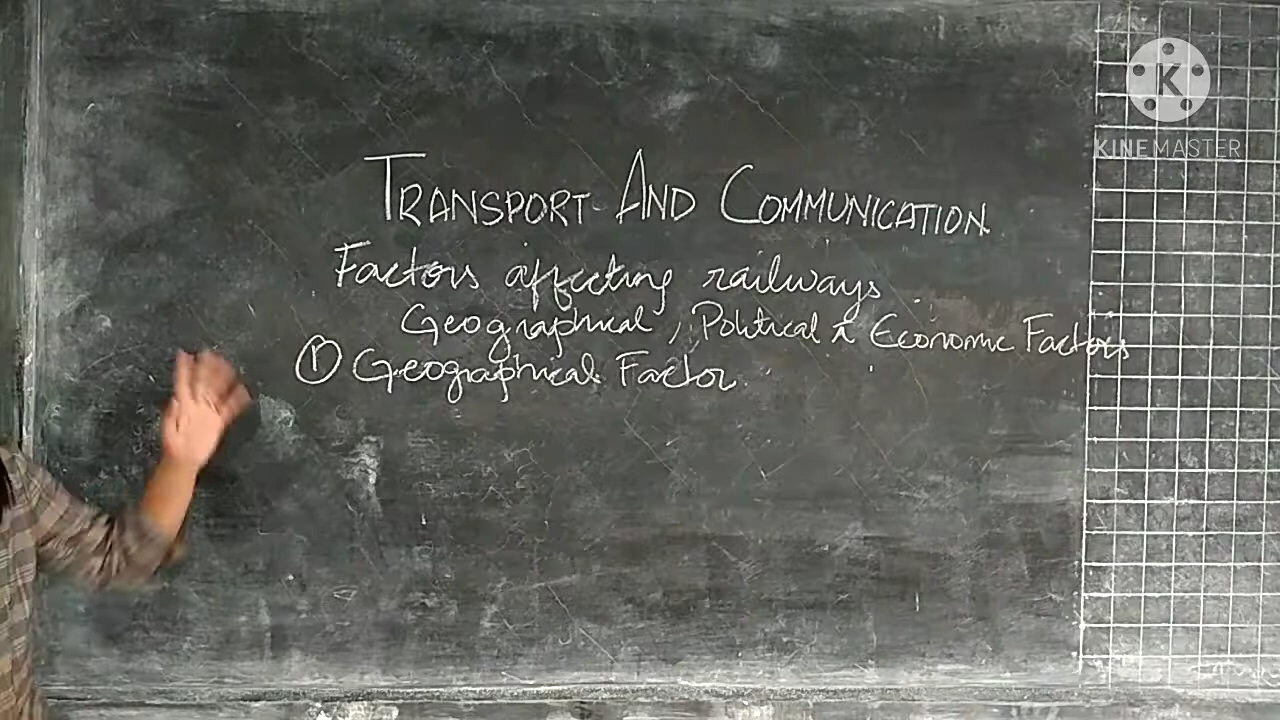 TRANSPORT AND COMMUNICATION
Factors affecting railways
Geographical, Political & Economic Factors
① Geographical Factor.
K
KINEMASTER